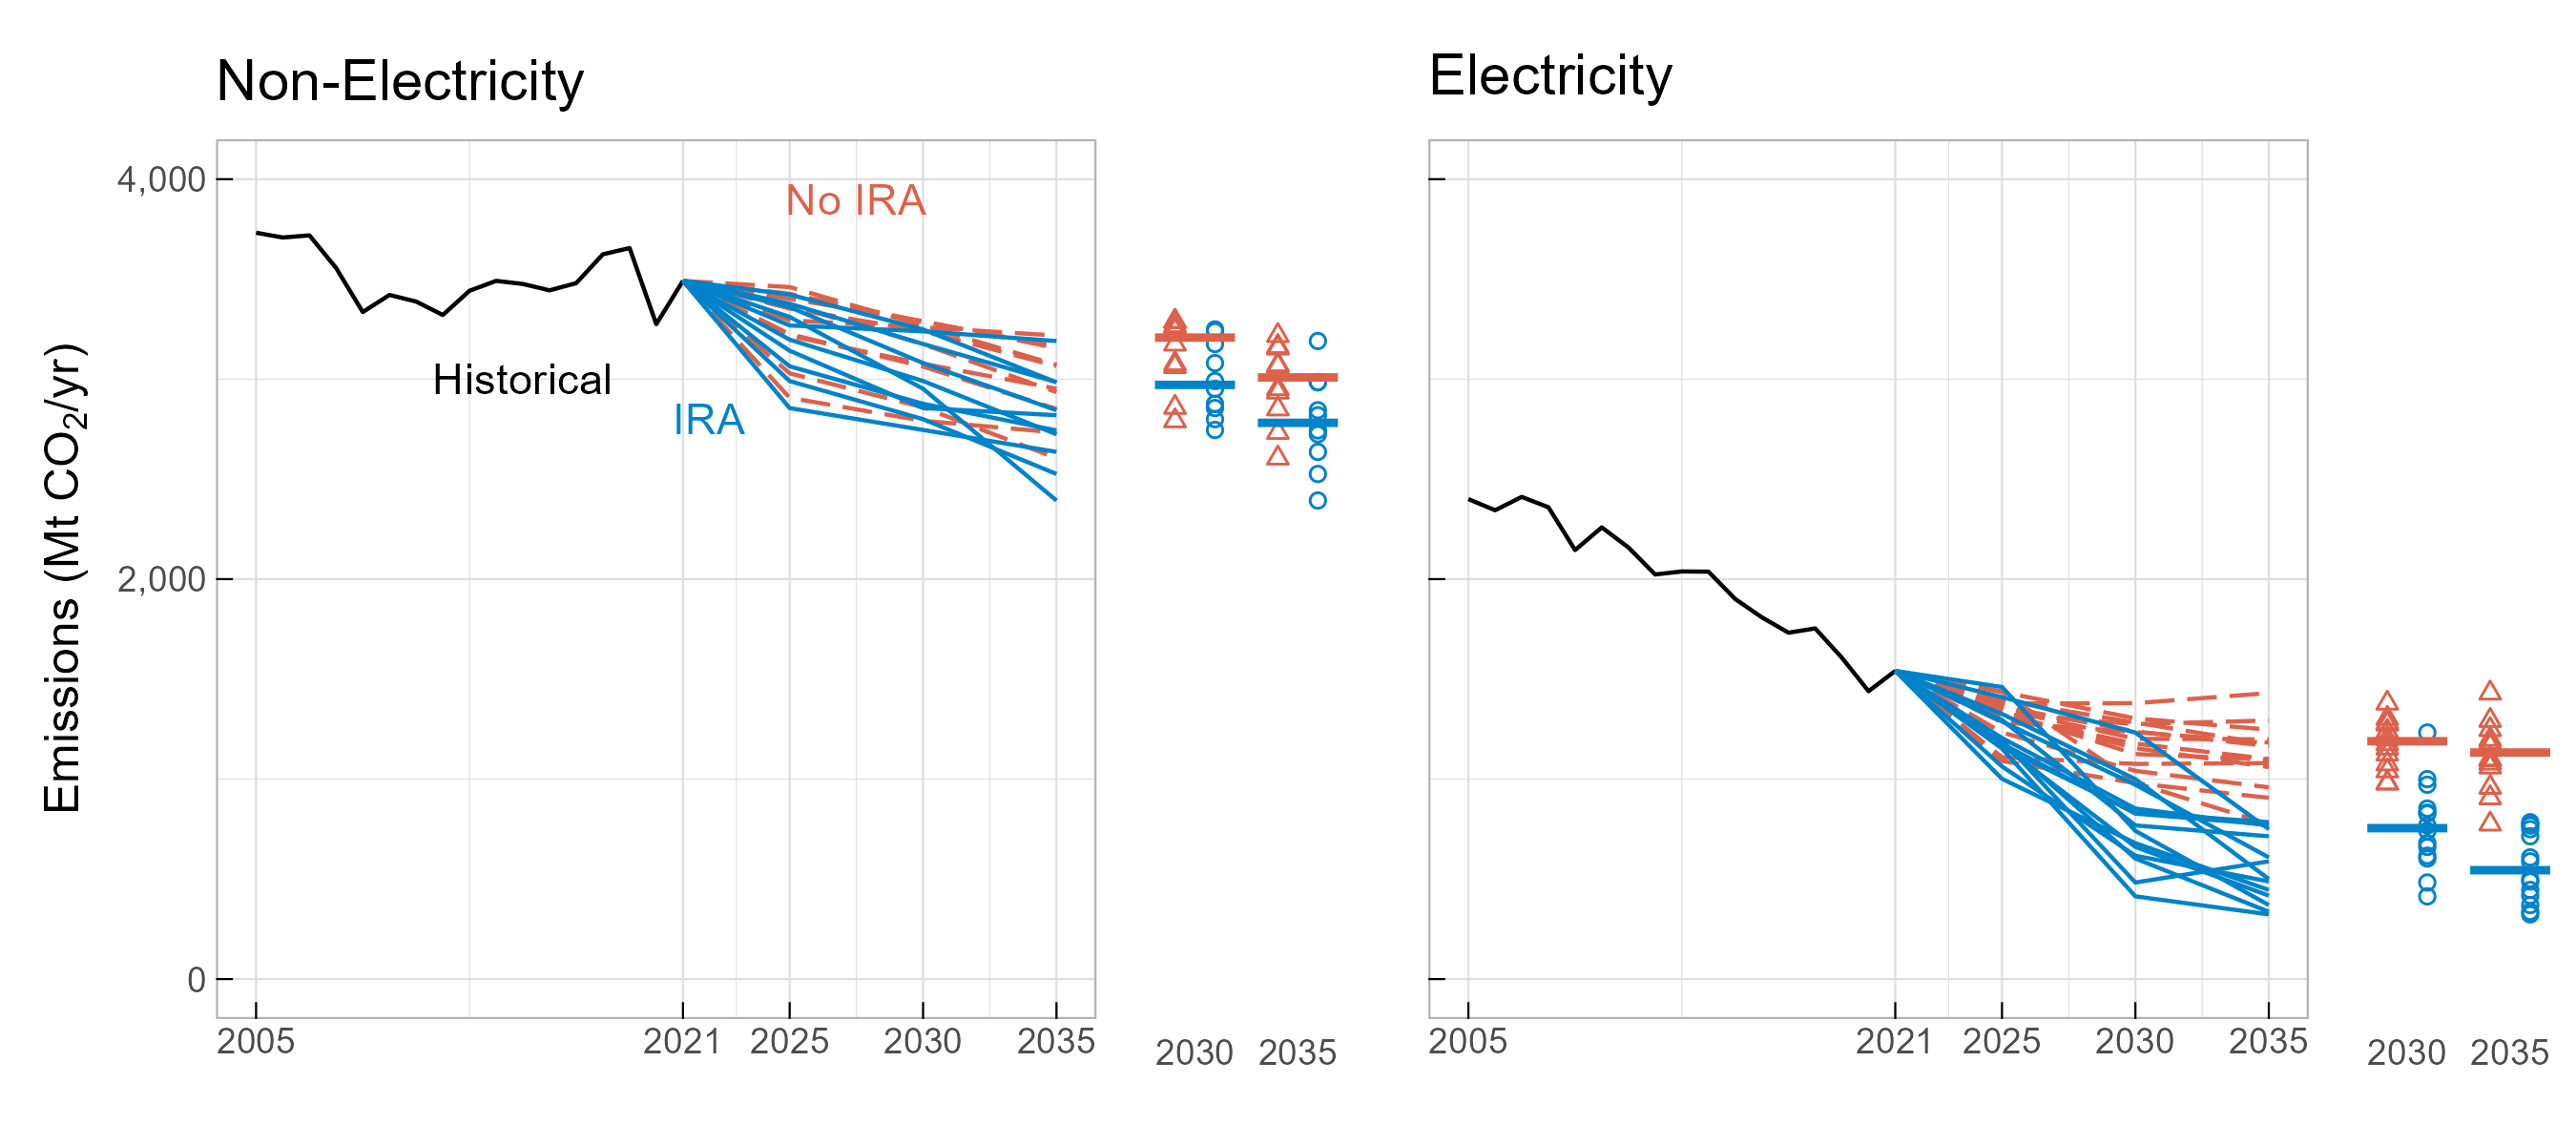 Non-Electricity
Electricity
Emissions (Mt CO₂/yr)
4,000
2,000
0
No IRA
Historical
IRA
2005 2021 2025 2030 2035
2030 2035
2005 2021 2025 2030 2035
2030 2035